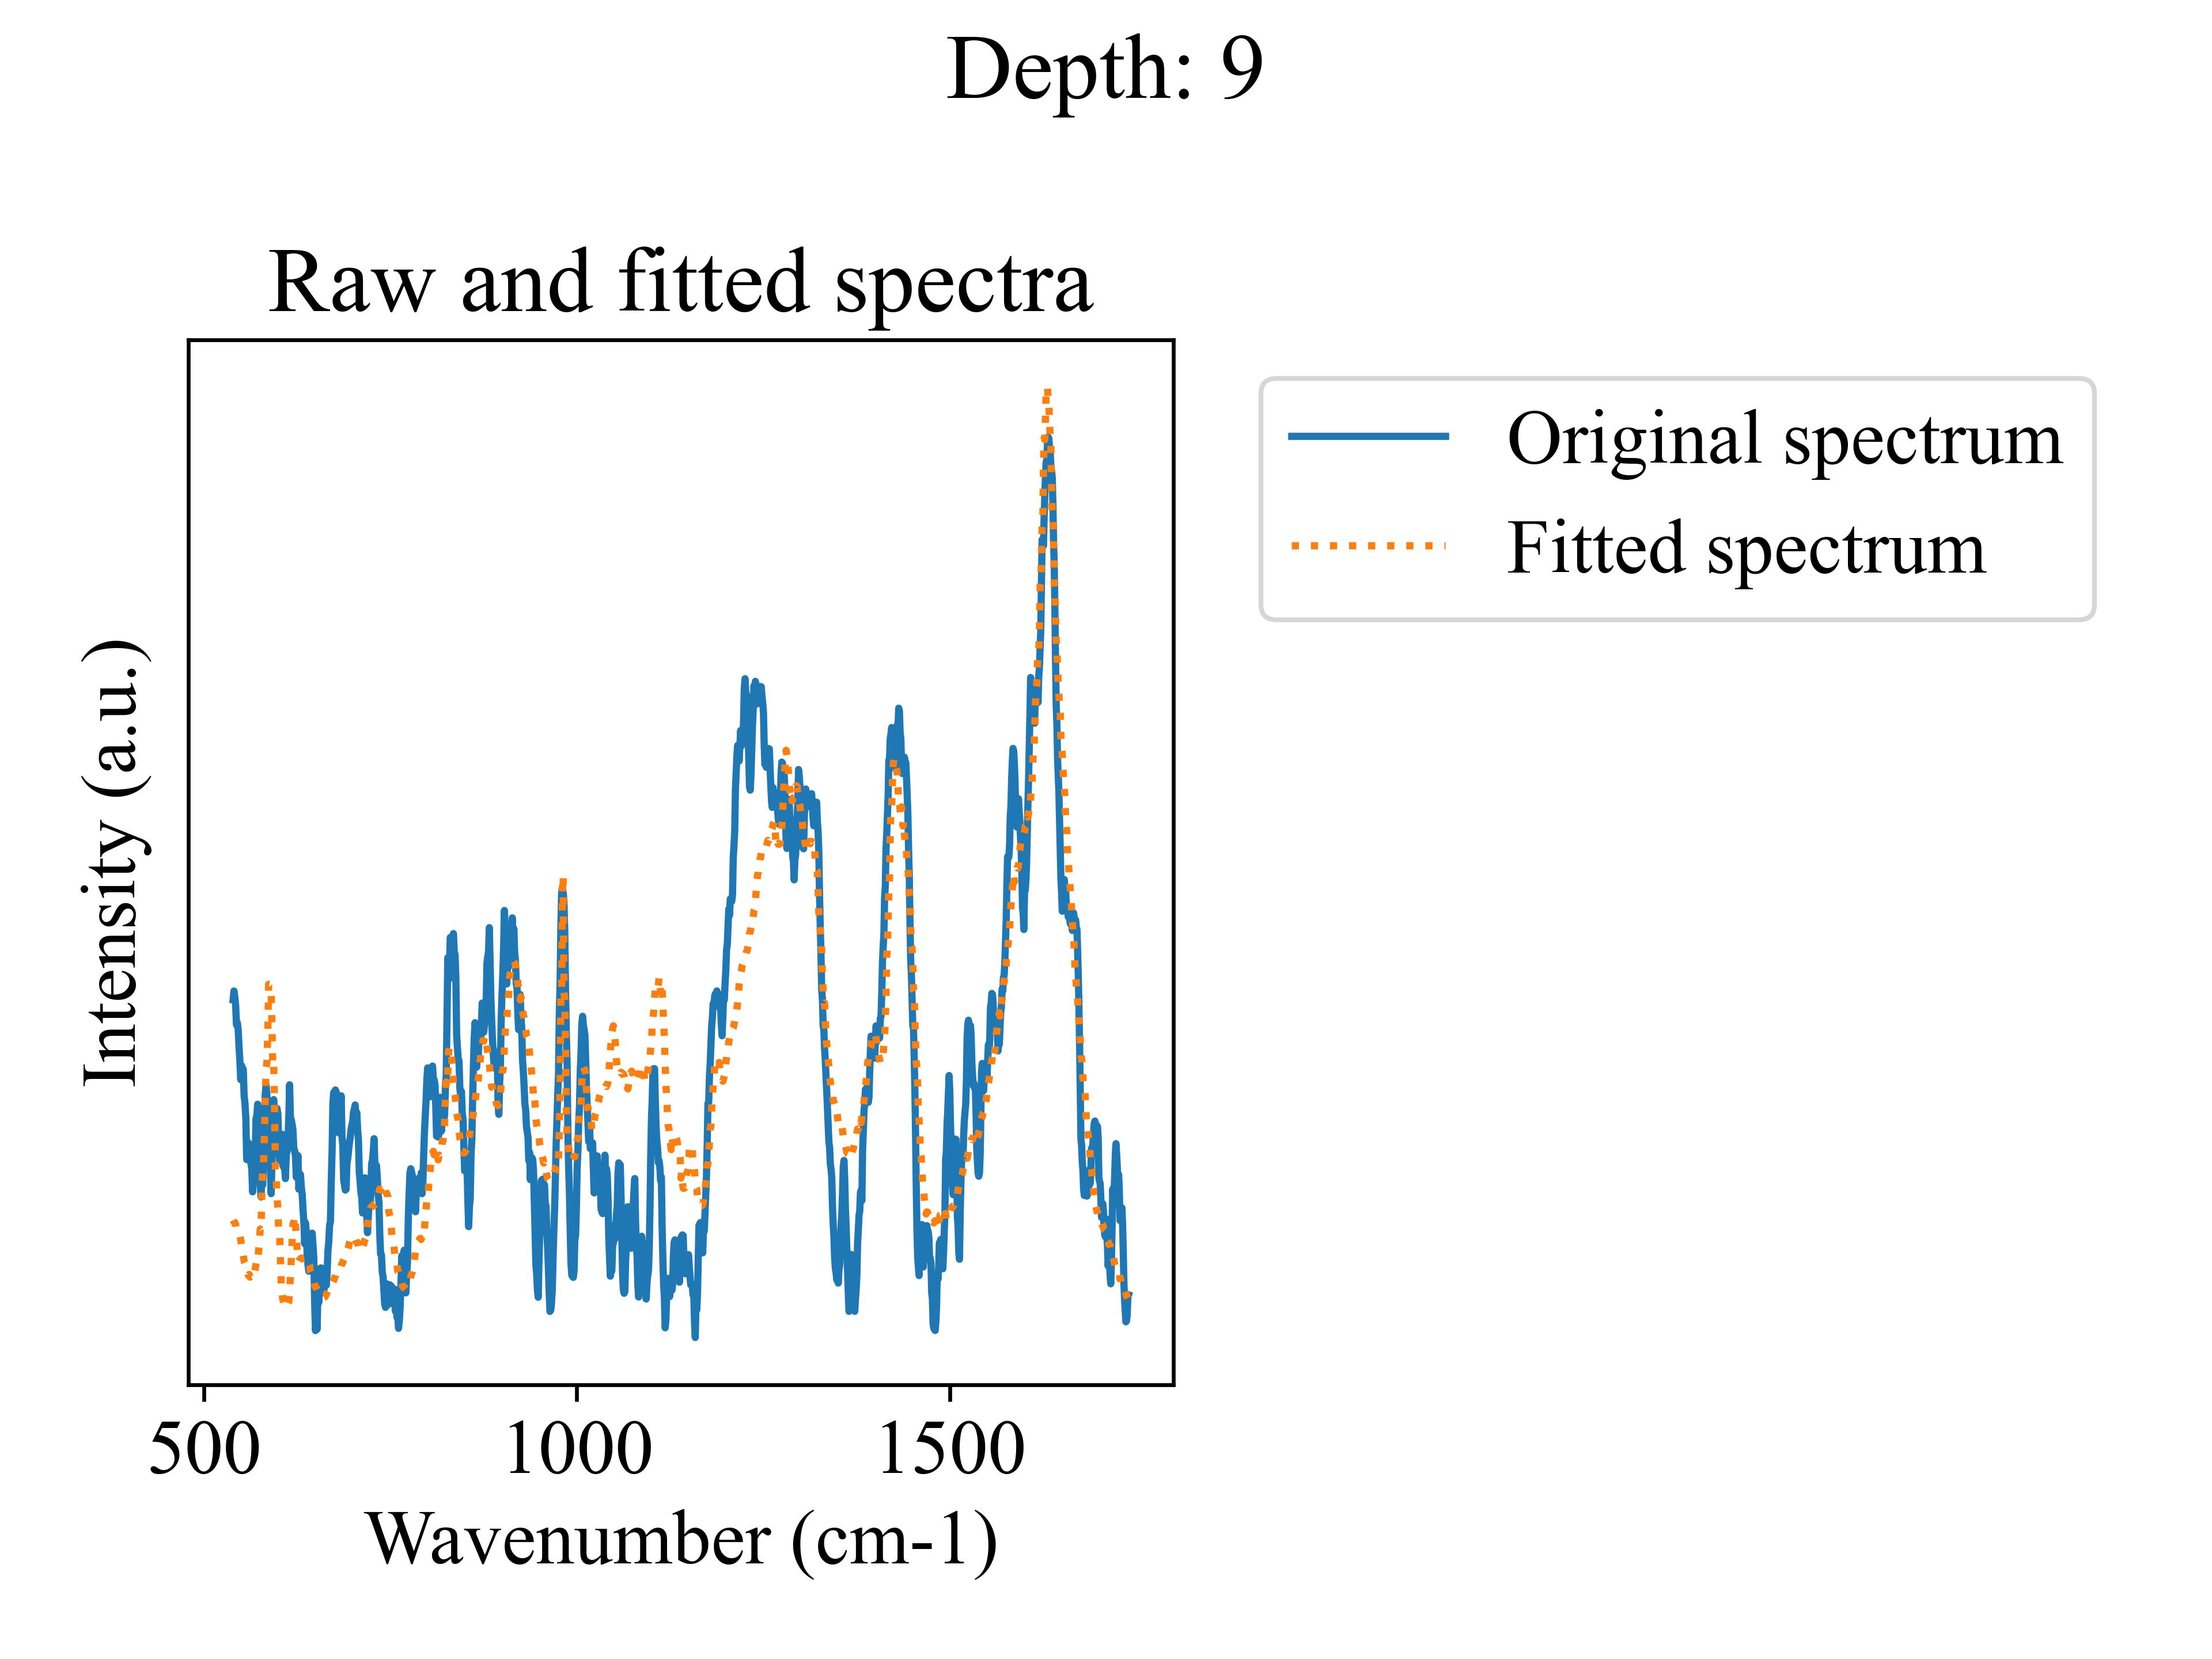 Depth: 9
Raw and fitted spectra
Original spectrum
Fitted spectrum
Intensity (a.u.)
500 1000 1500
Wavenumber (cm-1)